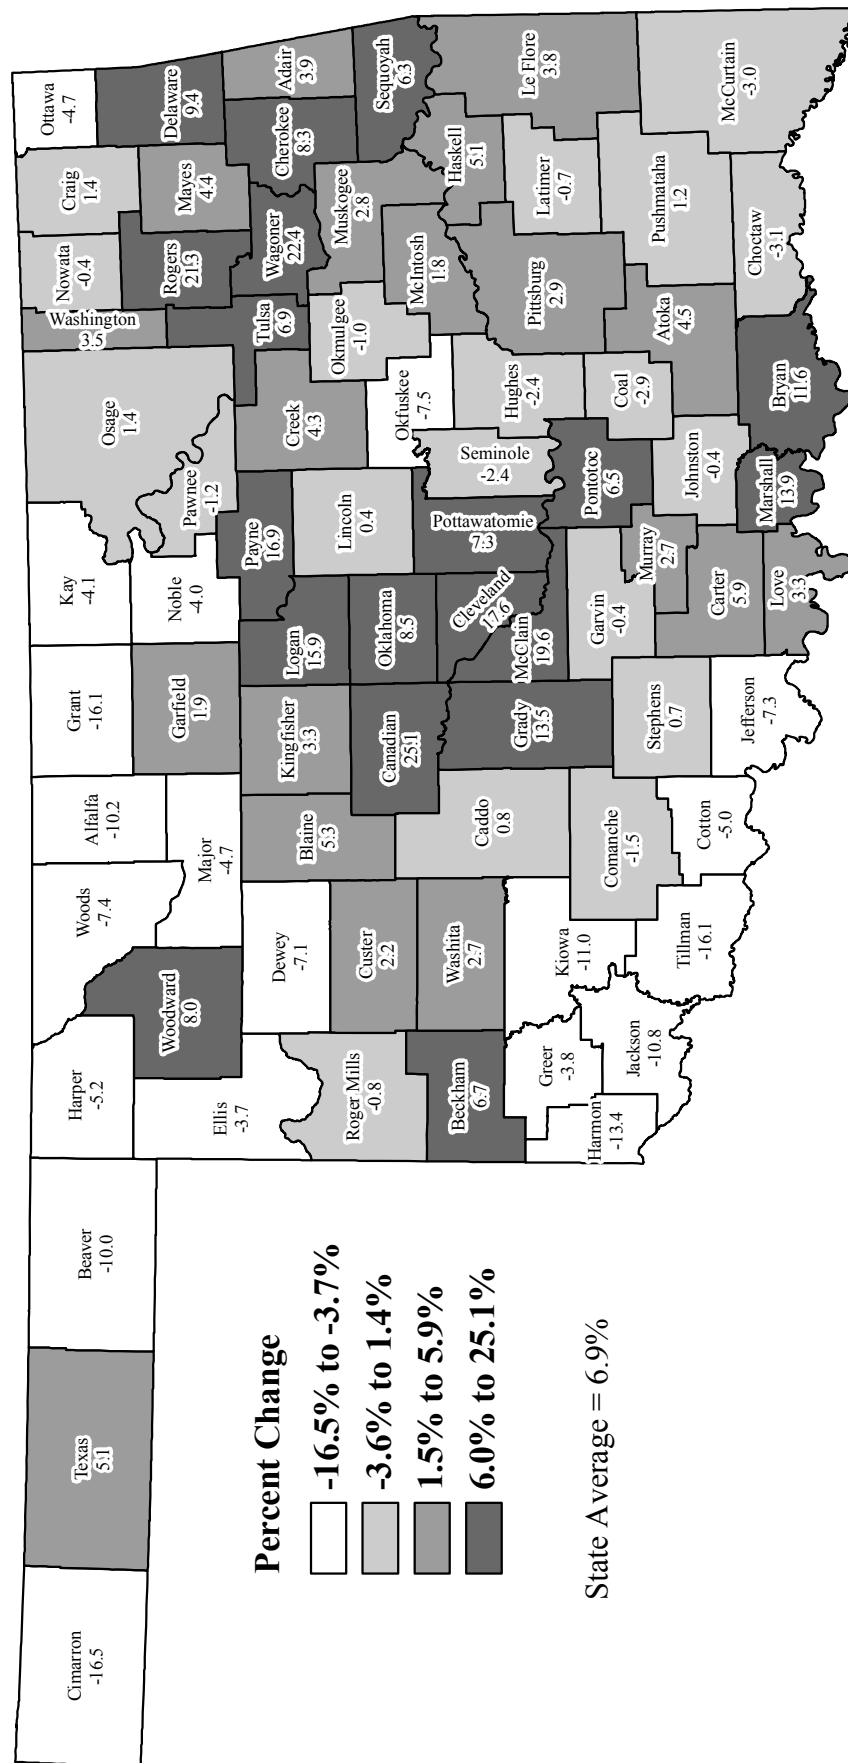 Cimarron
-16.5
Texas
5.1
Beaver
-10.0
Harper
-5.2
Woods
-7.4
Alfalfa
-10.2
Grant
-16.1
Kay
-4.1
Osage
1.4
Washington
3.5
Nowata
-0.4
Craig
1.4
Ottawa
-4.7
Ellis
-3.7
Woodward
8.0
Major
-4.7
Garfield
1.9
Noble
-4.0
Pawnee
-1.2
Rogers
21.3
Mayes
4.4
Delaware
9.4
Dewey
-7.1
Blaine
5.3
Kingfisher
3.3
Logan
15.9
Payne
16.9
Creek
4.3
Tulsa
6.9
Wagoner
22.4
Cherokee
8.3
Adair
3.9
Roger Mills
-0.8
Custer
2.2
Canadian
25.1
Oklahoma
8.5
Lincoln
0.4
Okfuskee
-7.5
Okmulgee
-1.0
Muskogee
2.8
Sequoyah
6.3
Beckham
6.7
Washita
2.7
Caddo
0.8
Grady
13.5
McClain
19.6
Cleveland
17.6
Pottawatomie
7.3
Seminole
-2.4
Hughes
-2.4
McIntosh
1.8
Haskell
5.1
Le Flore
3.8
Harmon
-13.4
Greer
-3.8
Kiowa
-11.0
Comanche
-1.5
Stephens
0.7
Garvin
-0.4
Murray
2.7
Pontotoc
6.5
Coal
-2.9
Pittsburg
2.9
Latimer
-0.7
Jackson
-10.8
Tillman
-16.1
Cotton
-5.0
Jefferson
-7.3
Carter
5.9
Johnston
-0.4
Atoka
4.5
Pushmataha
1.2
McCurtain
-3.0
Love
3.3
Marshall
13.9
Bryan
11.6
Choctaw
-3.1
Percent Change
-16.5% to -3.7%
-3.6% to 1.4%
1.5% to 5.9%
6.0% to 25.1%
State Average = 6.9%